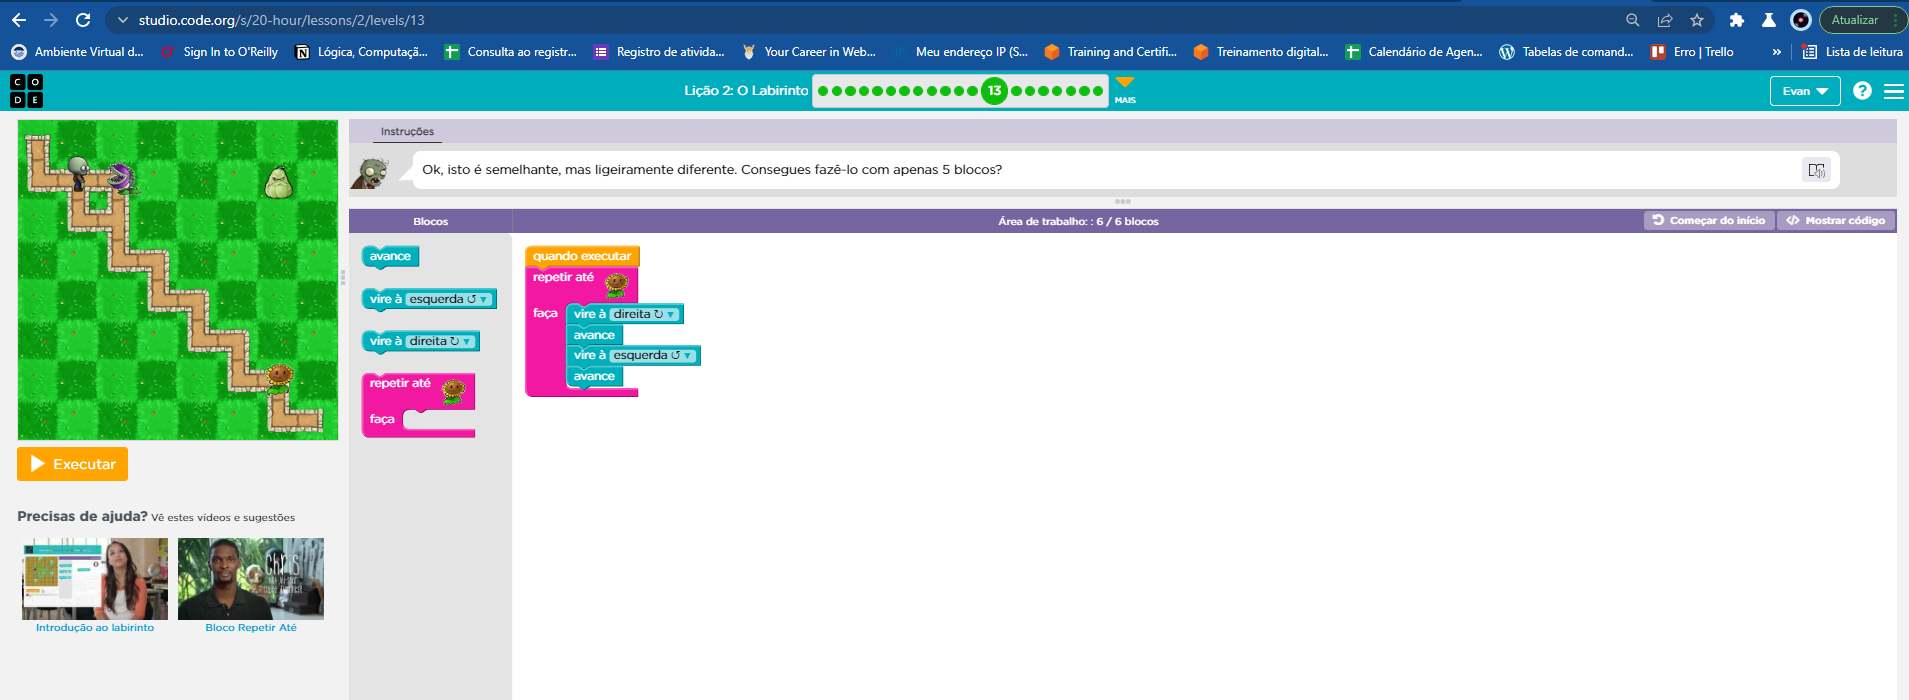 studio.code.org/s/20-hour/lessons/2/levels/13
Atualizar
Ambiente Virtual d...
Sign In to O'Reilly
Lógica, Computaçã...
Consulta ao registr...
Registro de ativida...
Your Career in Web...
Meu endereço IP (S...
Training and Certifi...
Treinamento digital...
Calendário de Agen...
Tabelas de comand...
Erro | Trello
»
Lista de leitura
C O
D E
Lição 2: O Labirinto
13
MAIS
Evan
?
Instruções
Ok, isto é semelhante, mas ligeiramente diferente. Consegues fazê-lo com apenas 5 blocos?
Blocos
Área de trabalho: : 6 / 6 blocos
Começar do início
Mostrar código
avance
vire à esquerda
vire à direita
repetir até
faça
quando executar
repetir até
faça
vire à direita
avance
vire à esquerda
avance
Executar
Precisas de ajuda? Vê estes vídeos e sugestões
Chris
Introdução ao labirinto
Bloco Repetir Até